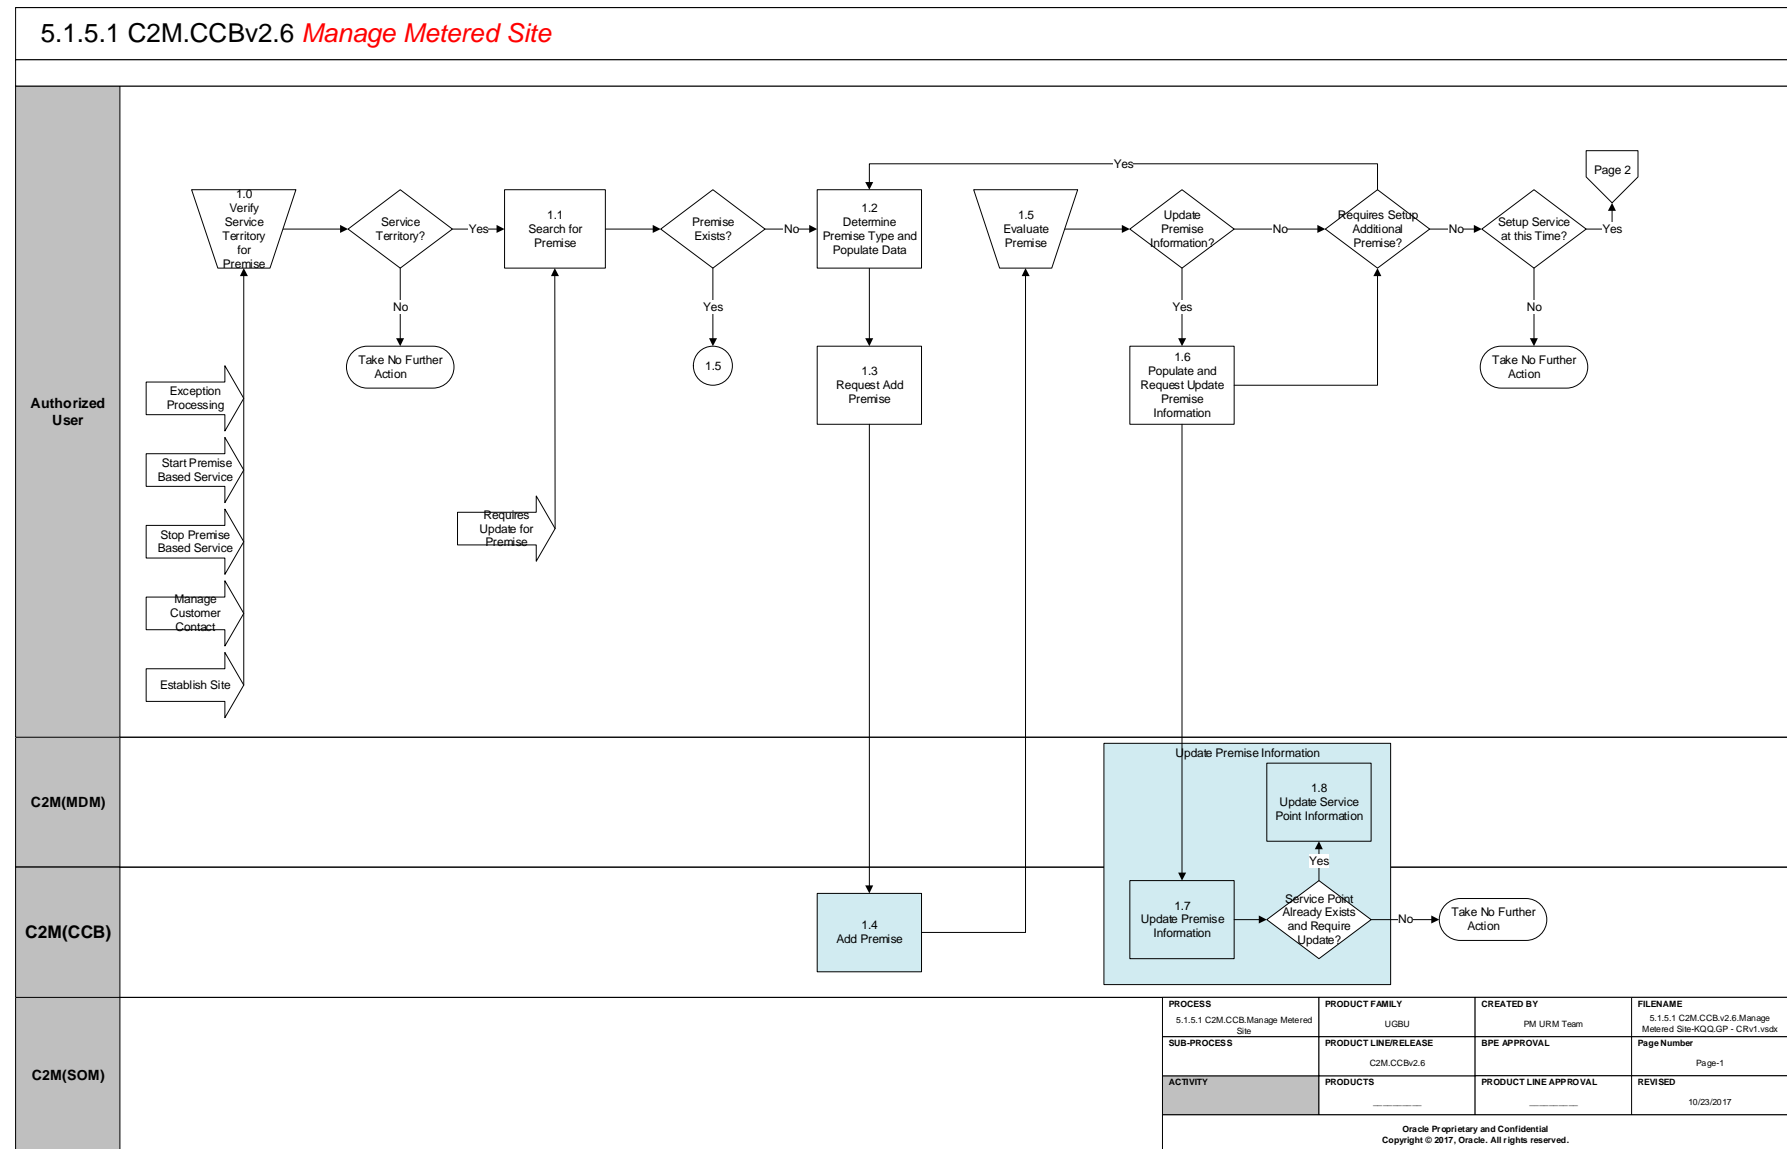 5.1.5.1 C2M.CCBv2.6 Manage Metered Site
Authorized
User
1.0
Verify
Service
Territory
for
Premise
Service
Territory?
Yes
No
Take No Further
Action
1.1
Search for
Premise
Premise
Exists?
No
Yes
1.5
1.2
Determine
Premise Type and
Populate Data
1.3
Request Add
Premise
Yes
1.5
Evaluate
Premise
Update
Premise
Information?
No
Yes
1.6
Populate and
Request Update
Premise
Information
Requires Setup
Additional
Premise?
No
Setup Service
at this Time?
Yes
Page 2
No
Take No Further
Action
Exception
Processing
Start Premise
Based Service
Stop Premise
Based Service
Manage
Customer
Contact
Establish Site
Requires
Update for
Premise
C2M(MDM)
Update Premise Information
1.8
Update Service
Point Information
Yes
C2M(CCB)
1.4
Add Premise
1.7
Update Premise
Information
Service Point
Already Exists
and Require
Update?
No
Take No Further
Action
C2M(SOM)
PROCESS
5.1.5.1 C2M.CCB.Manage Metered
Site
PRODUCT FAMILY
UGBU
CREATED BY
PM URM Team
FILENAME
5.1.5.1 C2M.CCB.v2.6.Manage
Metered Site-KQQ.GP - CRv1.vsdx
SUB-PROCESS
PRODUCT LINE/RELEASE
C2M.CCBv2.6
BPE APPROVAL
Page Number
Page-1
ACTIVITY
PRODUCTS
PRODUCT LINE APPROVAL
REVISED
10/23/2017
Oracle Proprietary and Confidential
Copyright © 2017, Oracle. All rights reserved.